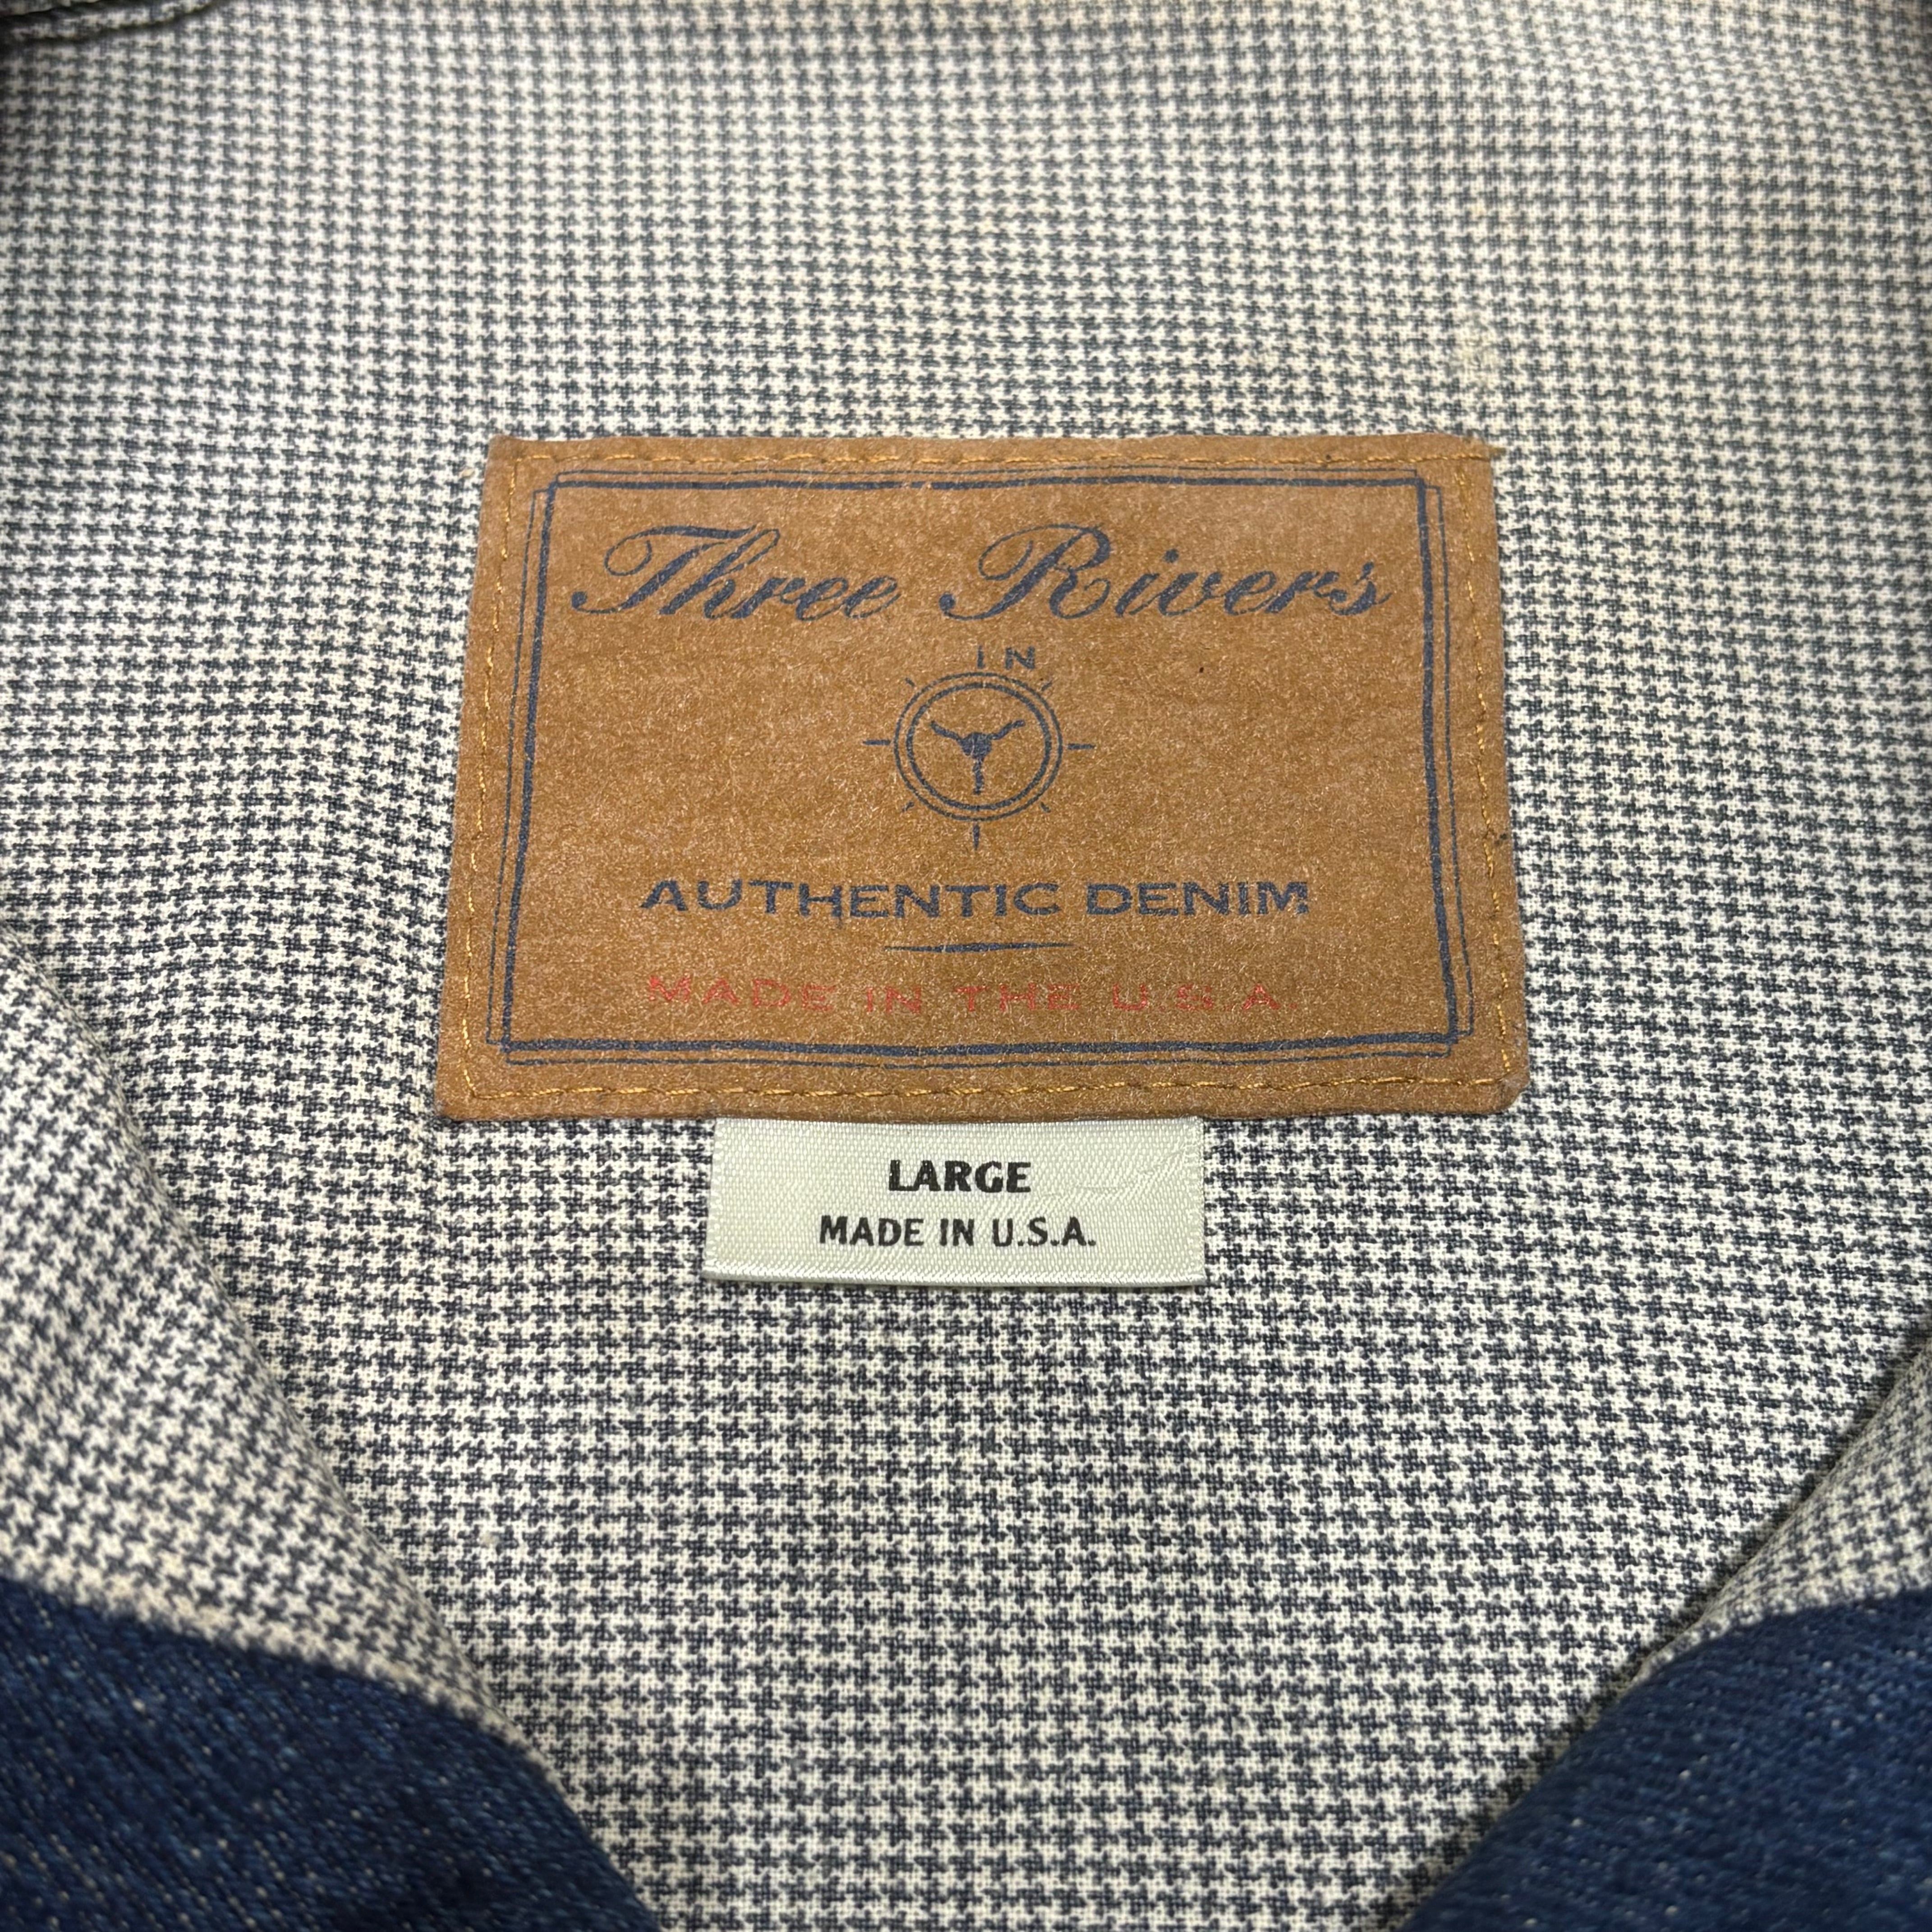 Three Rivers
IN
AUTHENTIC DENIM
MADE IN THE U.S.A.
LARGE
MADE IN U.S.A.